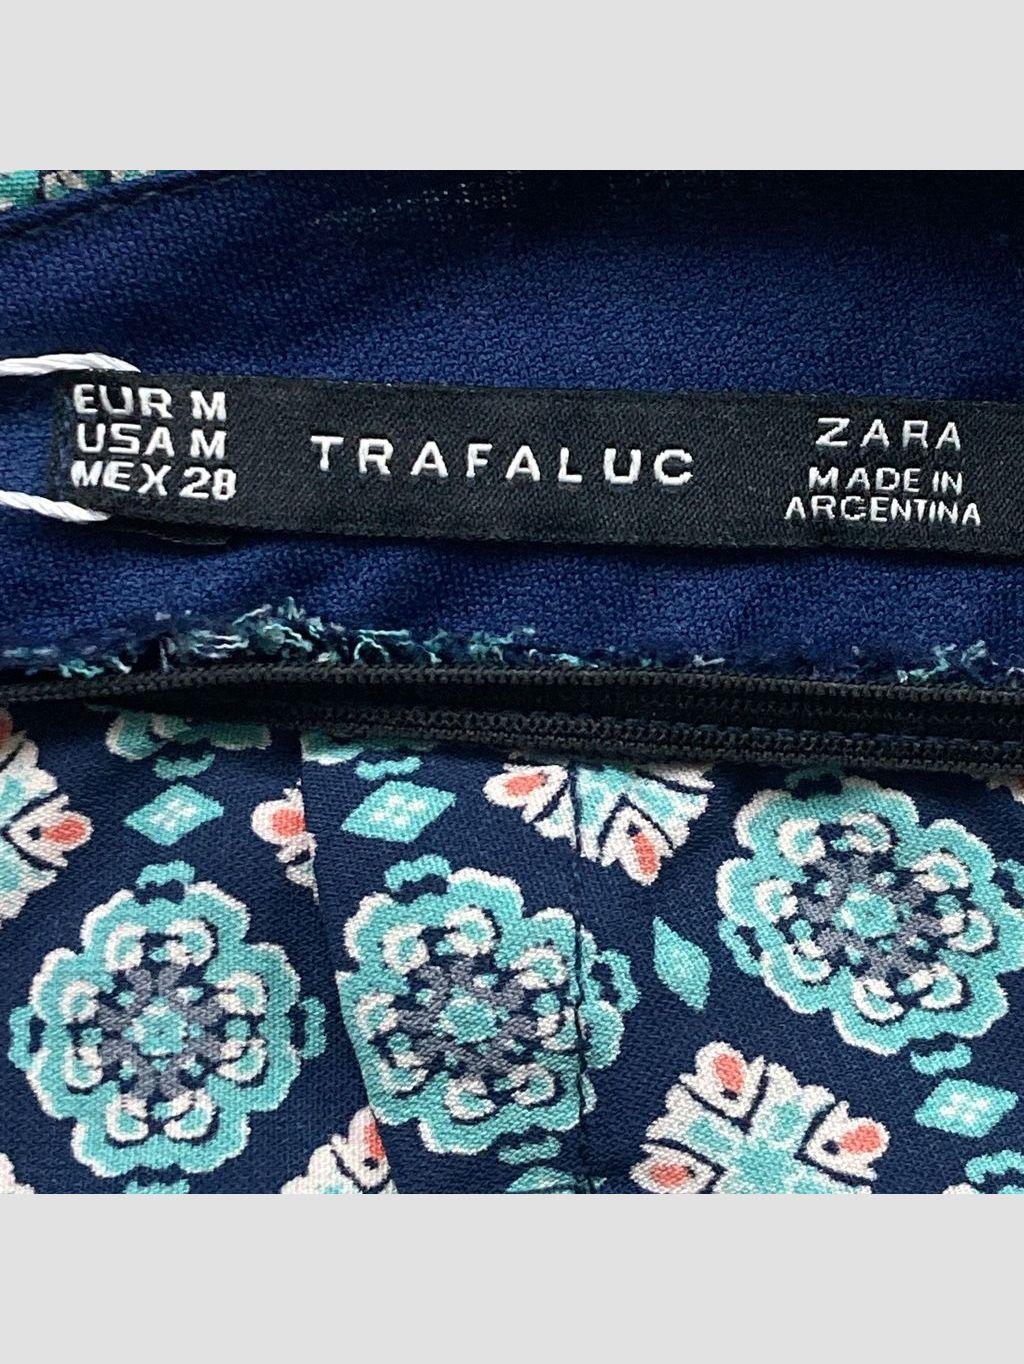 EUR M
USA M
MEX 28
TRAFALUC
ZARA
MADE IN
ARGENTINA